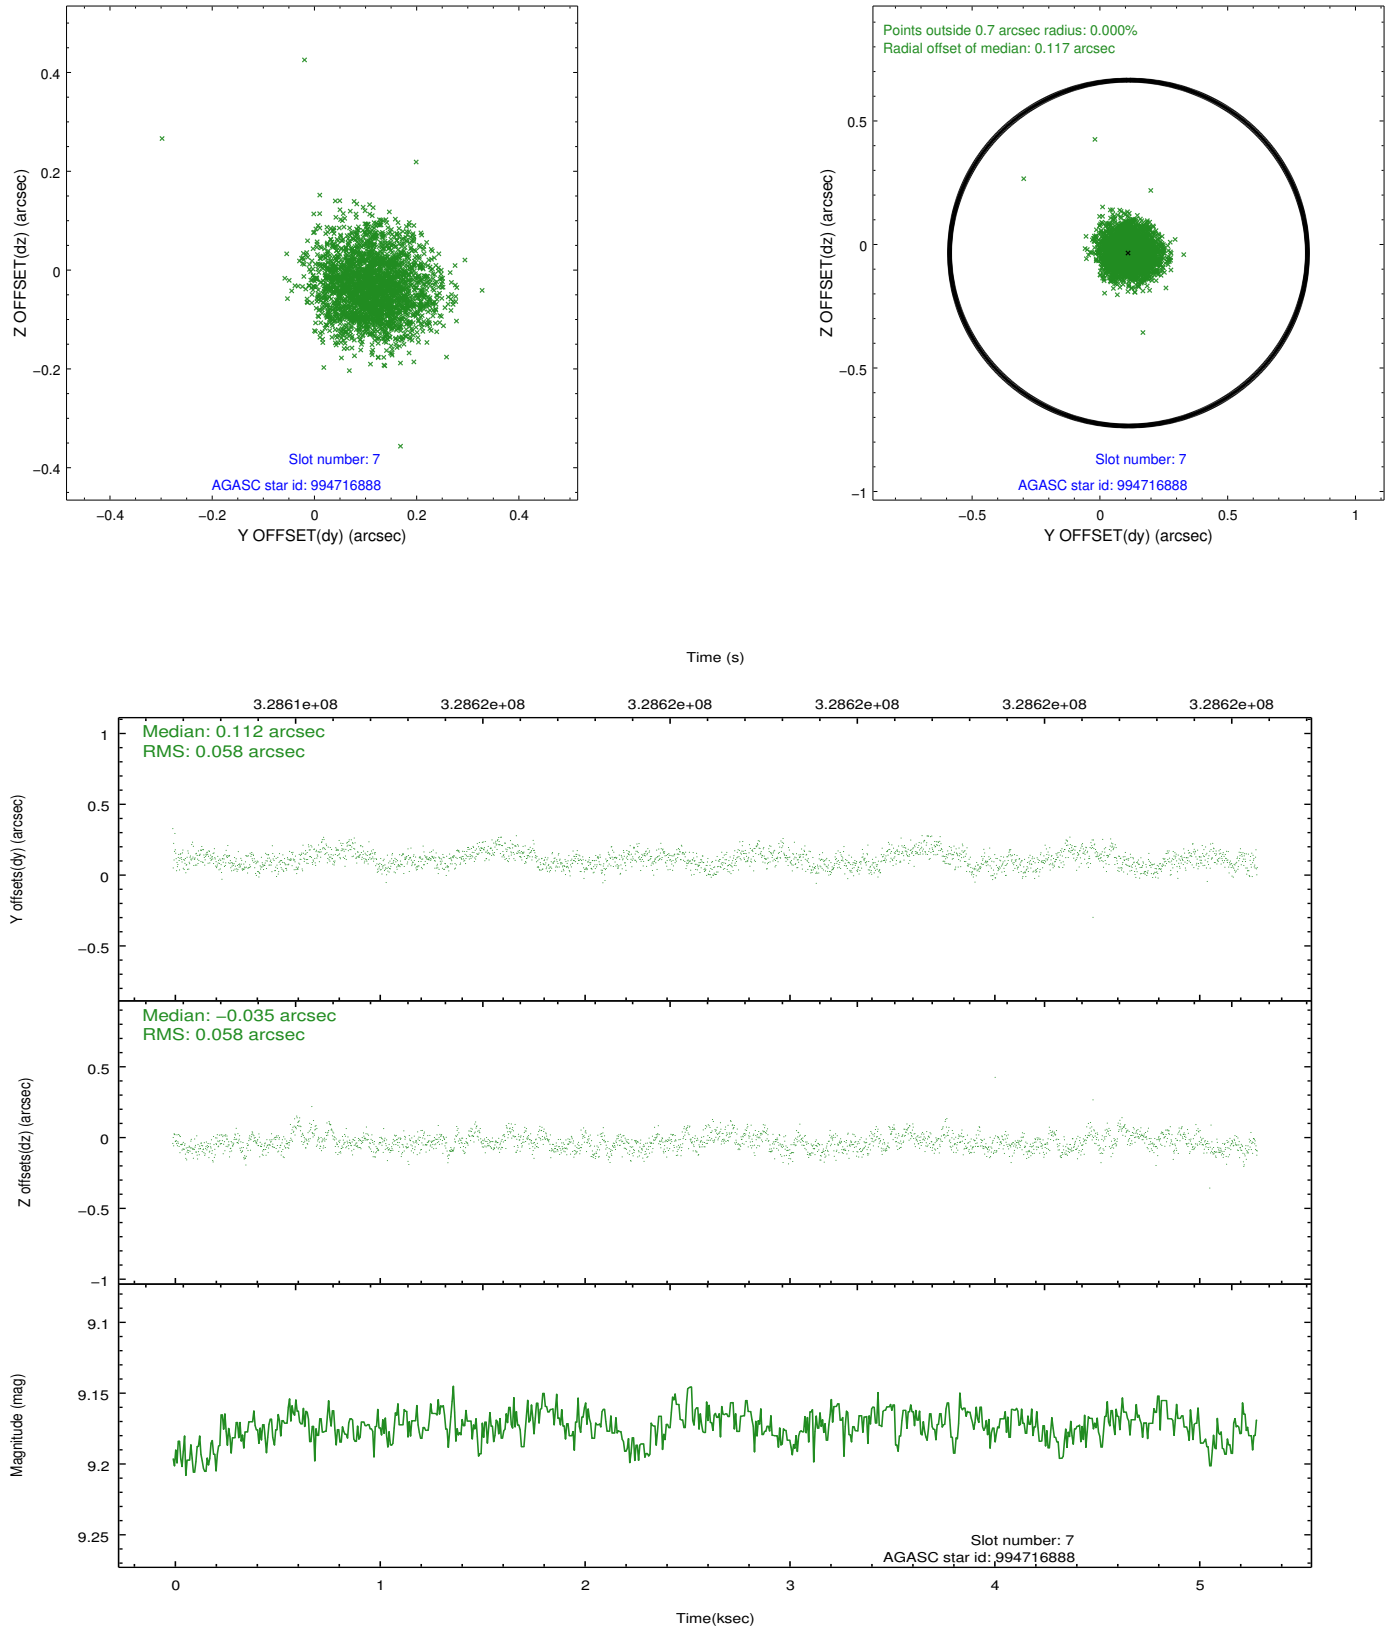 0.4
0.2
0
−0.2
−0.4
Z OFFSET(dz) (arcsec)
Slot number: 7
AGASC star id: 994716888
−0.4 −0.2 0 0.2 0.4
Y OFFSET(dy) (arcsec)
Points outside 0.7 arcsec radius: 0.000%
Radial offset of median: 0.117 arcsec
0.5
0
−0.5
−1
Z OFFSET(dz) (arcsec)
Slot number: 7
AGASC star id: 994716888
−0.5 0 0.5 1
Y OFFSET(dy) (arcsec)
Time (s)
3.2861e+08 3.2862e+08 3.2862e+08 3.2862e+08 3.2862e+08 3.2862e+08
Median: 0.112 arcsec
RMS: 0.058 arcsec
1
0.5
0
−0.5
Y offsets(dy) (arcsec)
Median: −0.035 arcsec
RMS: 0.058 arcsec
0.5
0
−0.5
−1
Z offsets(dz) (arcsec)
9.1
9.15
9.2
9.25
Magnitude (mag)
Slot number: 7
AGASC star id: 994716888
0 1 2 3 4 5
Time(ksec)